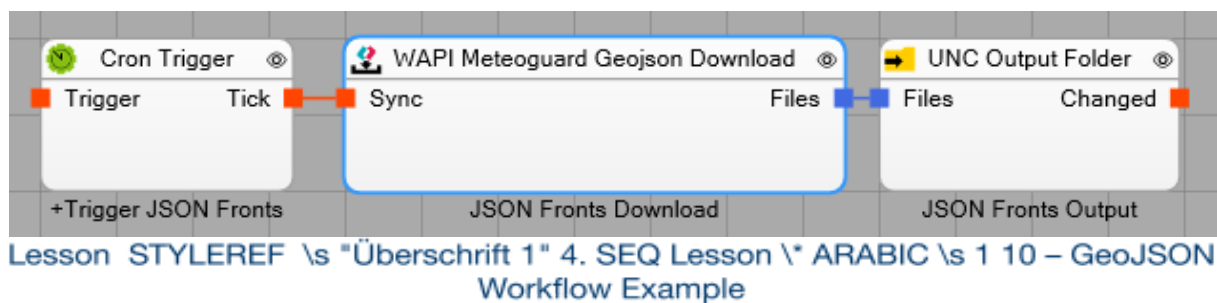 Cron Trigger
Trigger Tick
+Trigger JSON Fronts
WAPI Meteoguard Geojson Download
Sync Files
JSON Fronts Download
UNC Output Folder
Files Changed
JSON Fronts Output
Lesson STYLEREF \s "Überschrift 1" 4. SEQ Lesson \* ARABIC \s 1 10 – GeoJSON
Workflow Example